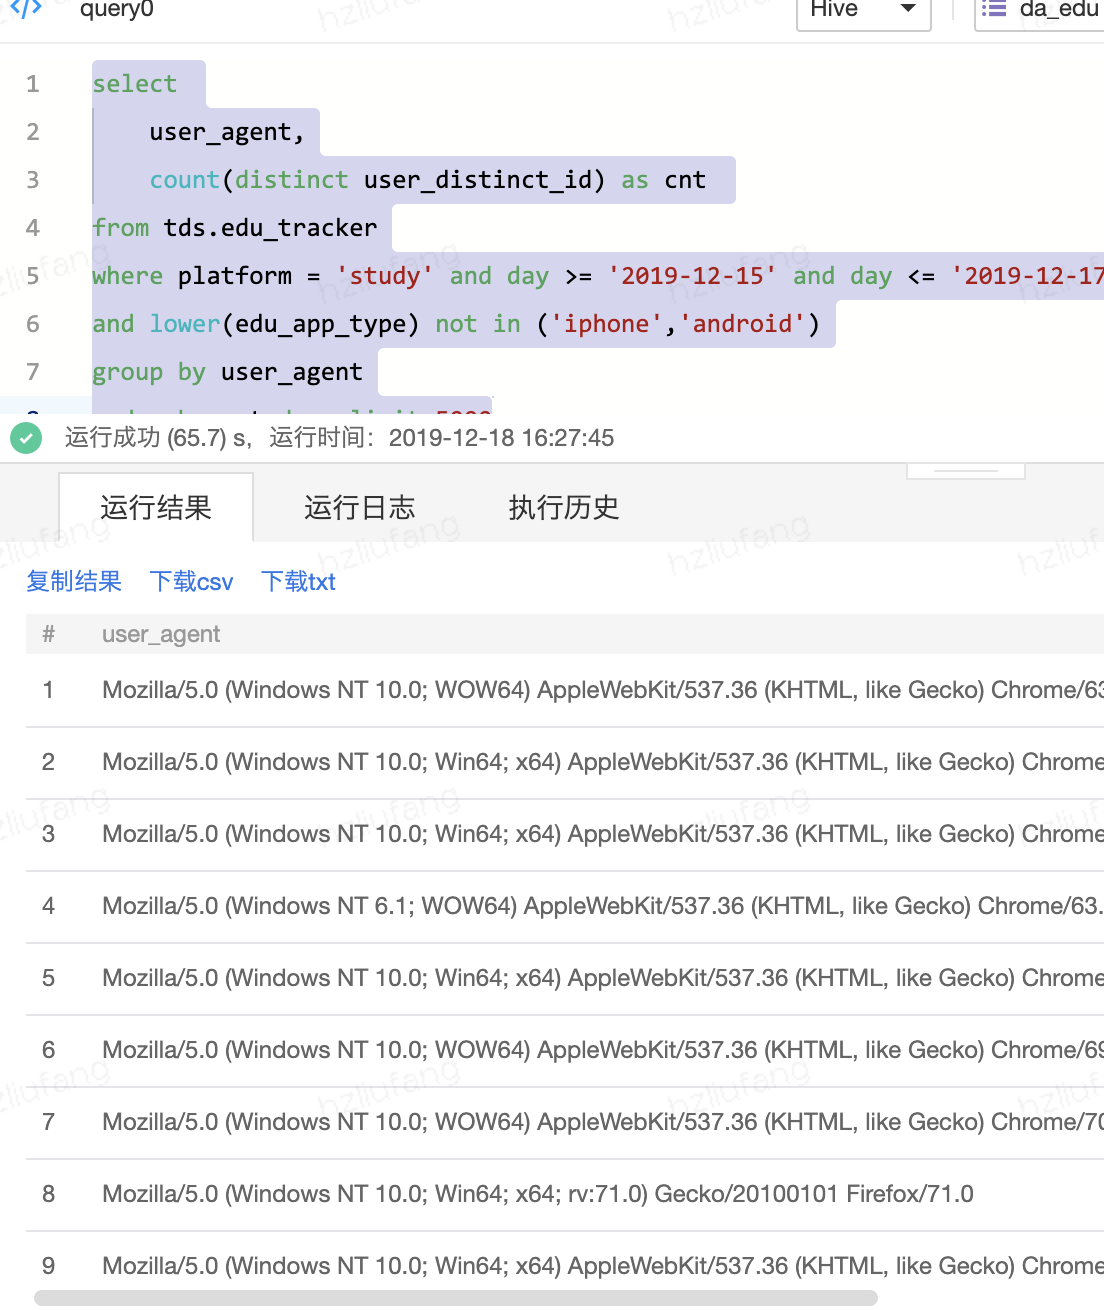 </> query0 Hive da_edu
1 select
2 user_agent,
3 count(distinct user_distinct_id) as cnt
4 from tds.edu_tracker
5 where platform = 'study' and day >= '2019-12-15' and day <= '2019-12-17
6 and lower(edu_app_type) not in ('iphone','android')
7 group by user_agent
运行成功 (65.7) s, 运行时间: 2019-12-18 16:27:45
运行结果 运行日志 执行历史
复制结果 下载csv 下载txt
# user_agent
1 Mozilla/5.0 (Windows NT 10.0; WOW64) AppleWebKit/537.36 (KHTML, like Gecko) Chrome/63
2 Mozilla/5.0 (Windows NT 10.0; Win64; x64) AppleWebKit/537.36 (KHTML, like Gecko) Chrome
3 Mozilla/5.0 (Windows NT 10.0; Win64; x64) AppleWebKit/537.36 (KHTML, like Gecko) Chrome
4 Mozilla/5.0 (Windows NT 6.1; WOW64) AppleWebKit/537.36 (KHTML, like Gecko) Chrome/63.
5 Mozilla/5.0 (Windows NT 10.0; Win64; x64) AppleWebKit/537.36 (KHTML, like Gecko) Chrome
6 Mozilla/5.0 (Windows NT 10.0; WOW64) AppleWebKit/537.36 (KHTML, like Gecko) Chrome/69
7 Mozilla/5.0 (Windows NT 10.0; WOW64) AppleWebKit/537.36 (KHTML, like Gecko) Chrome/70
8 Mozilla/5.0 (Windows NT 10.0; Win64; x64; rv:71.0) Gecko/20100101 Firefox/71.0
9 Mozilla/5.0 (Windows NT 10.0; Win64; x64) AppleWebKit/537.36 (KHTML, like Gecko) Chrome
hzliufang